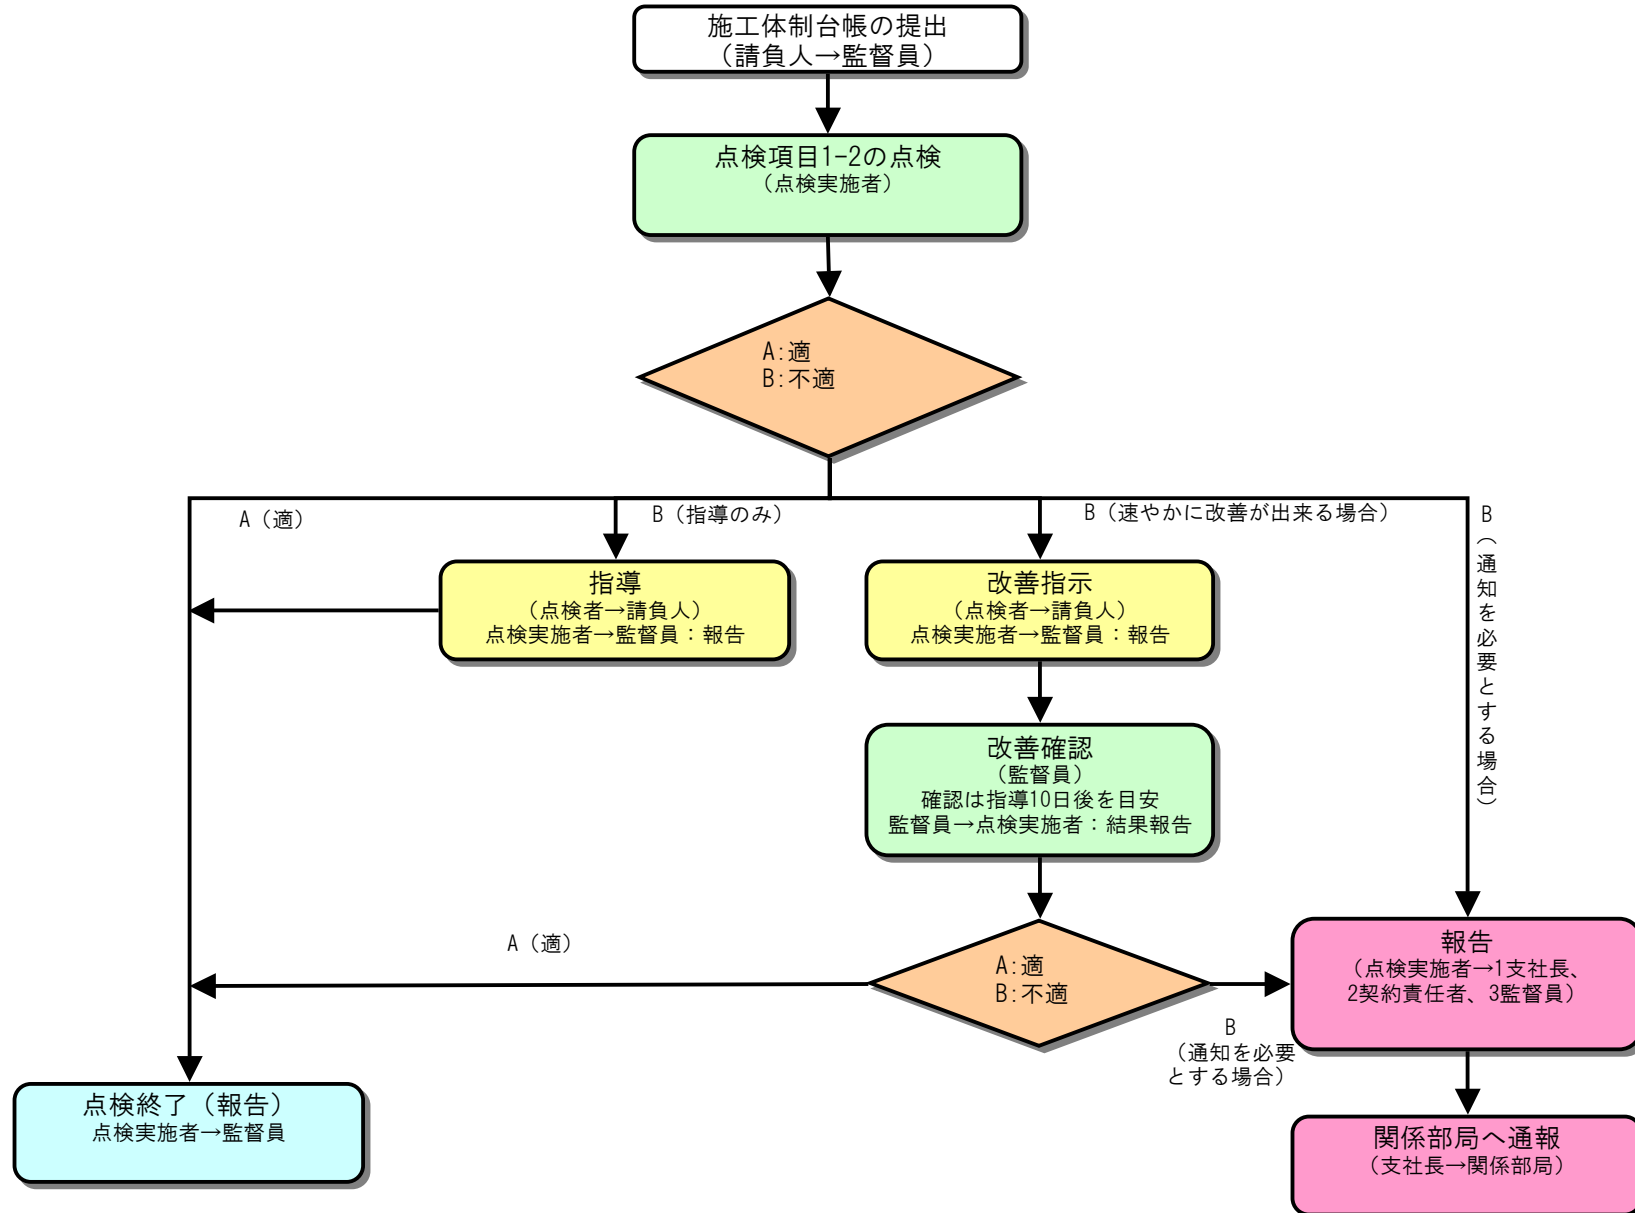 施工体制台帳の提出
（請負人→監督員）
点検項目1-2の点検
（点検実施者）
A:適
B:不適
A（適）
B（指導のみ）
B（速やかに改善が出来る場合）
B（通知を必要とする場合）
指導
（点検者→請負人）
点検実施者→監督員：報告
改善指示
（点検者→請負人）
点検実施者→監督員：報告
改善確認
（監督員）
確認は指導10日後を目安
監督員→点検実施者：結果報告
A（適）
A:適
B:不適
B
（通知を必要
とする場合）
報告
（点検実施者→1支社長、
2契約責任者、3監督員）
点検終了（報告）
点検実施者→監督員
関係部局へ通報
（支社長→関係部局）